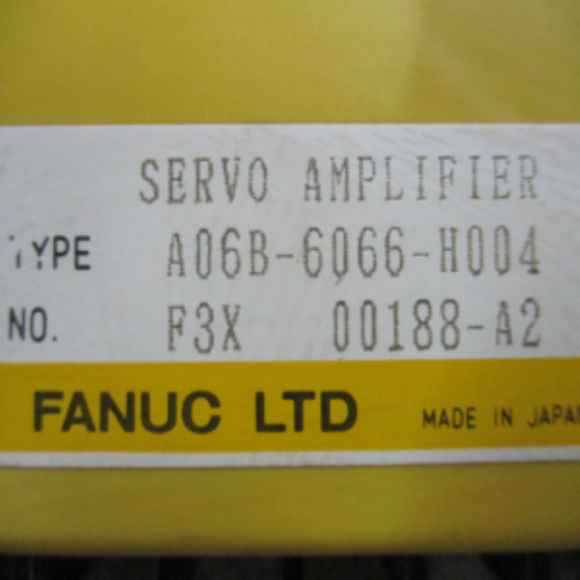 SERVO AMPLIFIER
TYPE A06B-6066-H004
NO. F3X 00188-A2
FANUC LTD MADE IN JAPAN